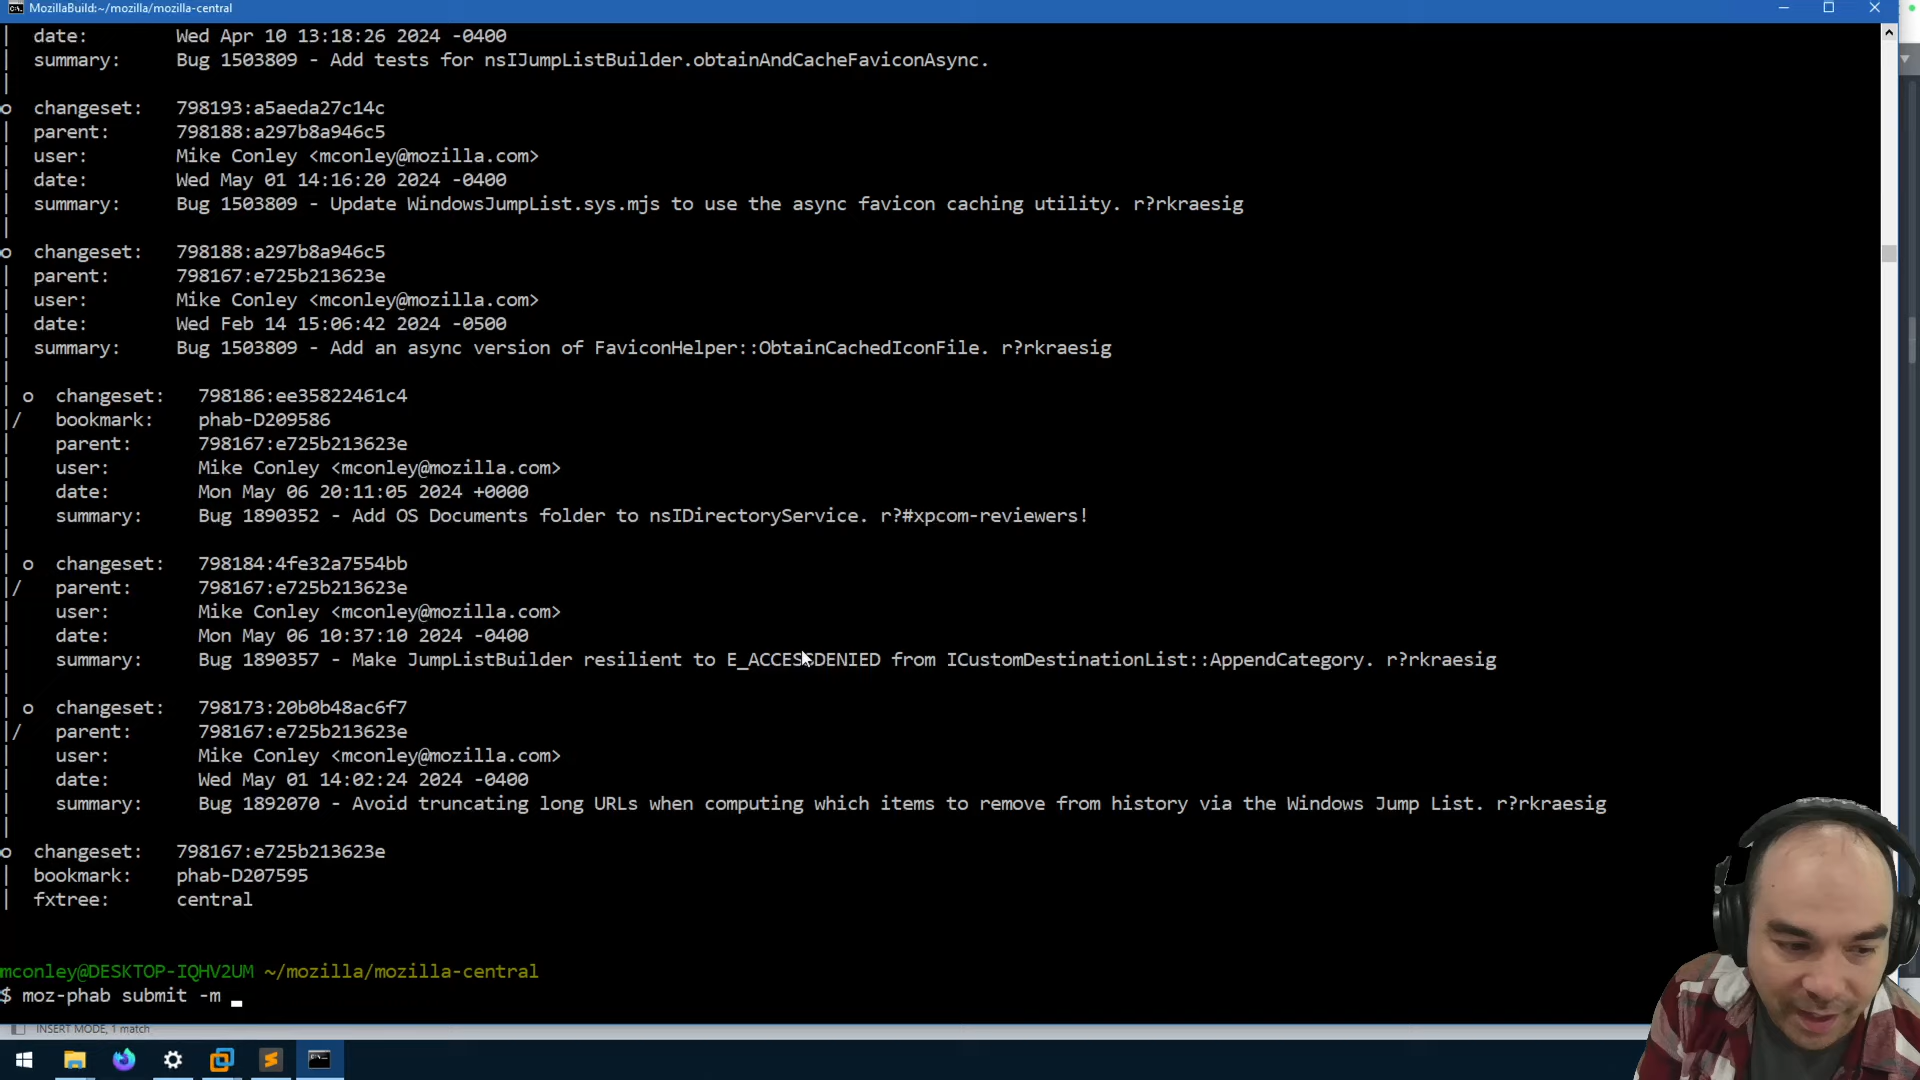 MozillaBuild:~/mozilla/mozilla-central
date: Wed Apr 10 13:18:26 2024 -0400
summary: Bug 1503809 - Add tests for nsIJumpListBuilder.obtainAndCacheFaviconAsync.
changeset: 798193:a5aeda27c14c
parent: 798188:a297b8a946c5
user: Mike Conley <mconley@mozilla.com>
date: Wed May 01 14:16:20 2024 -0400
summary: Bug 1503809 - Update WindowsJumpList.sys.mjs to use the async favicon caching utility. r?rkraesig
changeset: 798188:a297b8a946c5
parent: 798167:e725b213623e
user: Mike Conley <mconley@mozilla.com>
date: Wed Feb 14 15:06:42 2024 -0500
summary: Bug 1503809 - Add an async version of FaviconHelper::ObtainCachedIconFile. r?rkraesig
changeset: 798186:ee35822461c4
bookmark: phab-D209586
parent: 798167:e725b213623e
user: Mike Conley <mconley@mozilla.com>
date: Mon May 06 20:11:05 2024 +0000
summary: Bug 1890352 - Add OS Documents folder to nsIDirectoryService. r?#xpcom-reviewers!
changeset: 798184:4fe32a7554bb
parent: 798167:e725b213623e
user: Mike Conley <mconley@mozilla.com>
date: Mon May 06 10:37:10 2024 -0400
summary: Bug 1890357 - Make JumpListBuilder resilient to E_ACCESSDENIED from ICustomDestinationList::AppendCategory. r?rkraesig
changeset: 798173:20b0b48ac6f7
parent: 798167:e725b213623e
user: Mike Conley <mconley@mozilla.com>
date: Wed May 01 14:02:24 2024 -0400
summary: Bug 1892070 - Avoid truncating long URLs when computing which items to remove from history via the Windows Jump List. r?rkraesig
changeset: 798167:e725b213623e
bookmark: phab-D207595
fxtree: central
mconley@DESKTOP-IQHV2UM ~/mozilla/mozilla-central
$ moz-phab submit -m _
INSERT MODE, 1 match